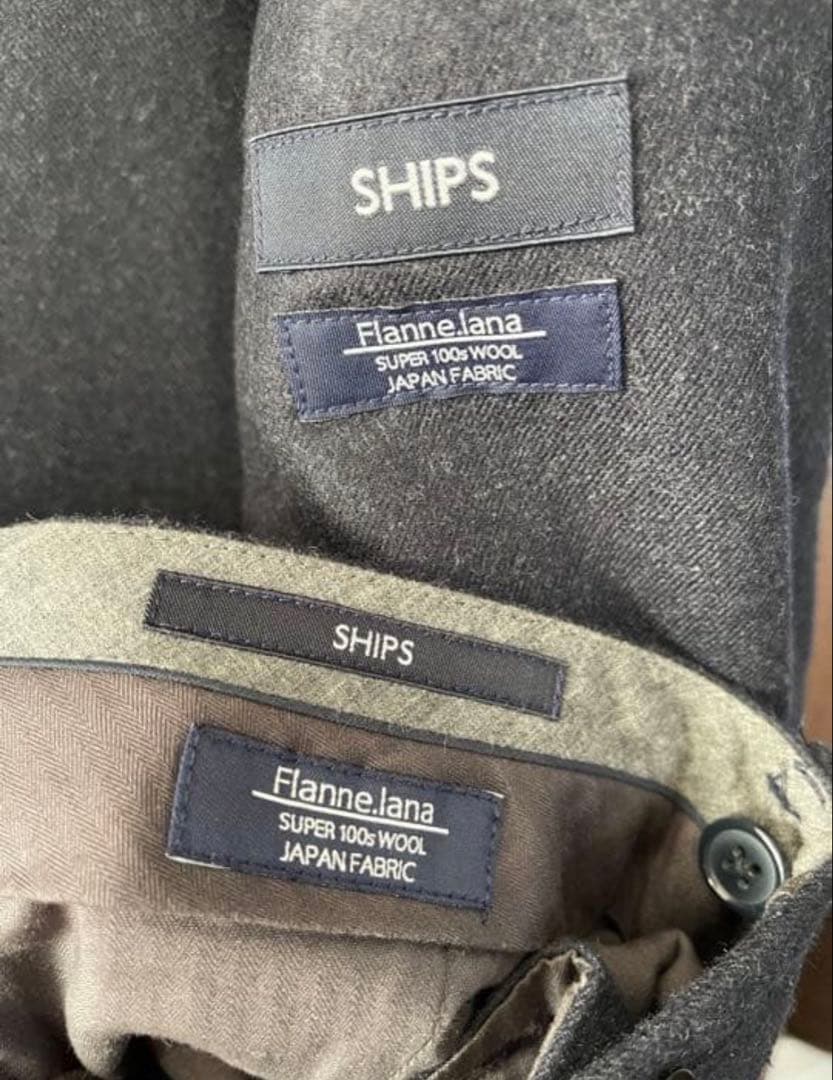 SHIPS
Flanne.lana
SUPER 100s WOOL
JAPAN FABRIC
SHIPS
Flanne.lana
SUPER 100s WOOL
JAPAN FABRIC